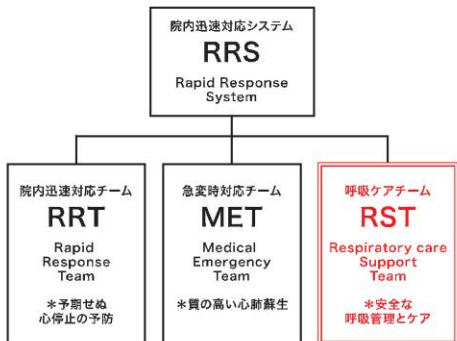 院内迅速対応システム
RRS
Rapid Response
System
院内迅速対応チーム
RRT
Rapid
Response
Team
＊予期せぬ
心停止の予防
急変時対応チーム
MET
Medical
Emergency
Team
＊質の高い心肺蘇生
呼吸ケアチーム
RST
Respiratory care
Support
Team
＊安全な
呼吸管理とケア